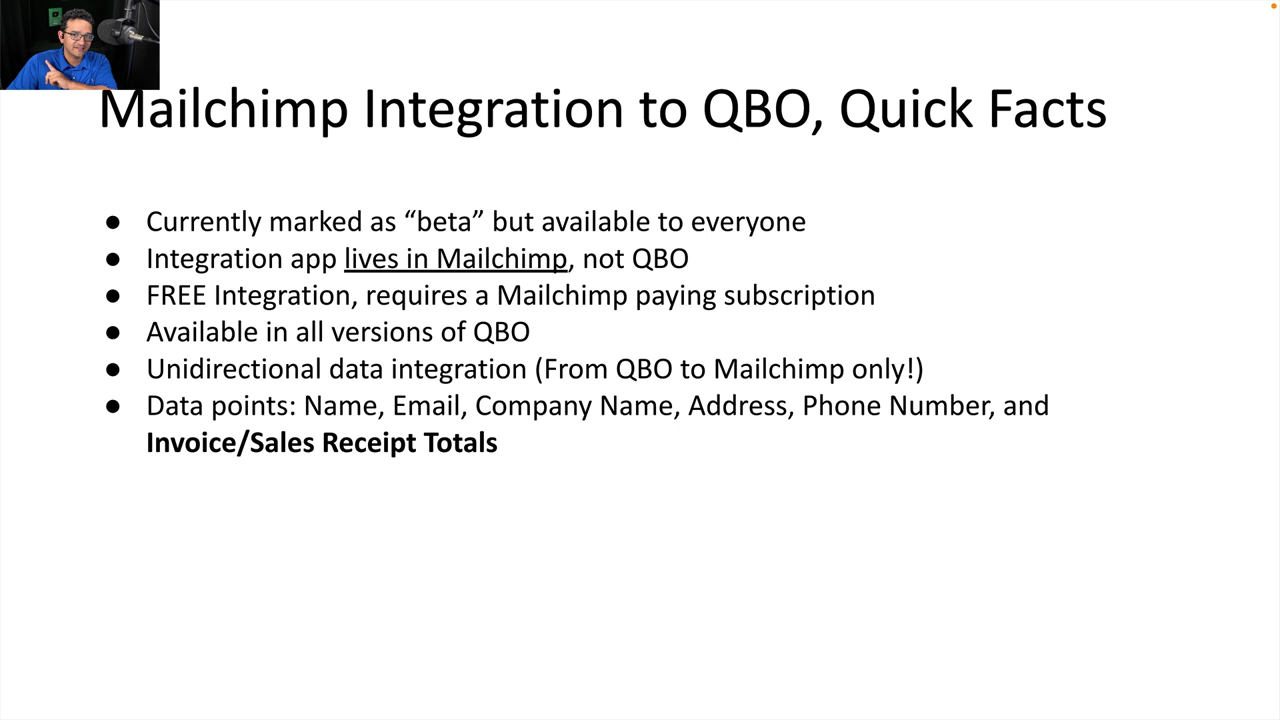 Mailchimp Integration to QBO, Quick Facts
● Currently marked as “beta” but available to everyone
● Integration app lives in Mailchimp, not QBO
● FREE Integration, requires a Mailchimp paying subscription
● Available in all versions of QBO
● Unidirectional data integration (From QBO to Mailchimp only!)
● Data points: Name, Email, Company Name, Address, Phone Number, and
Invoice/Sales Receipt Totals